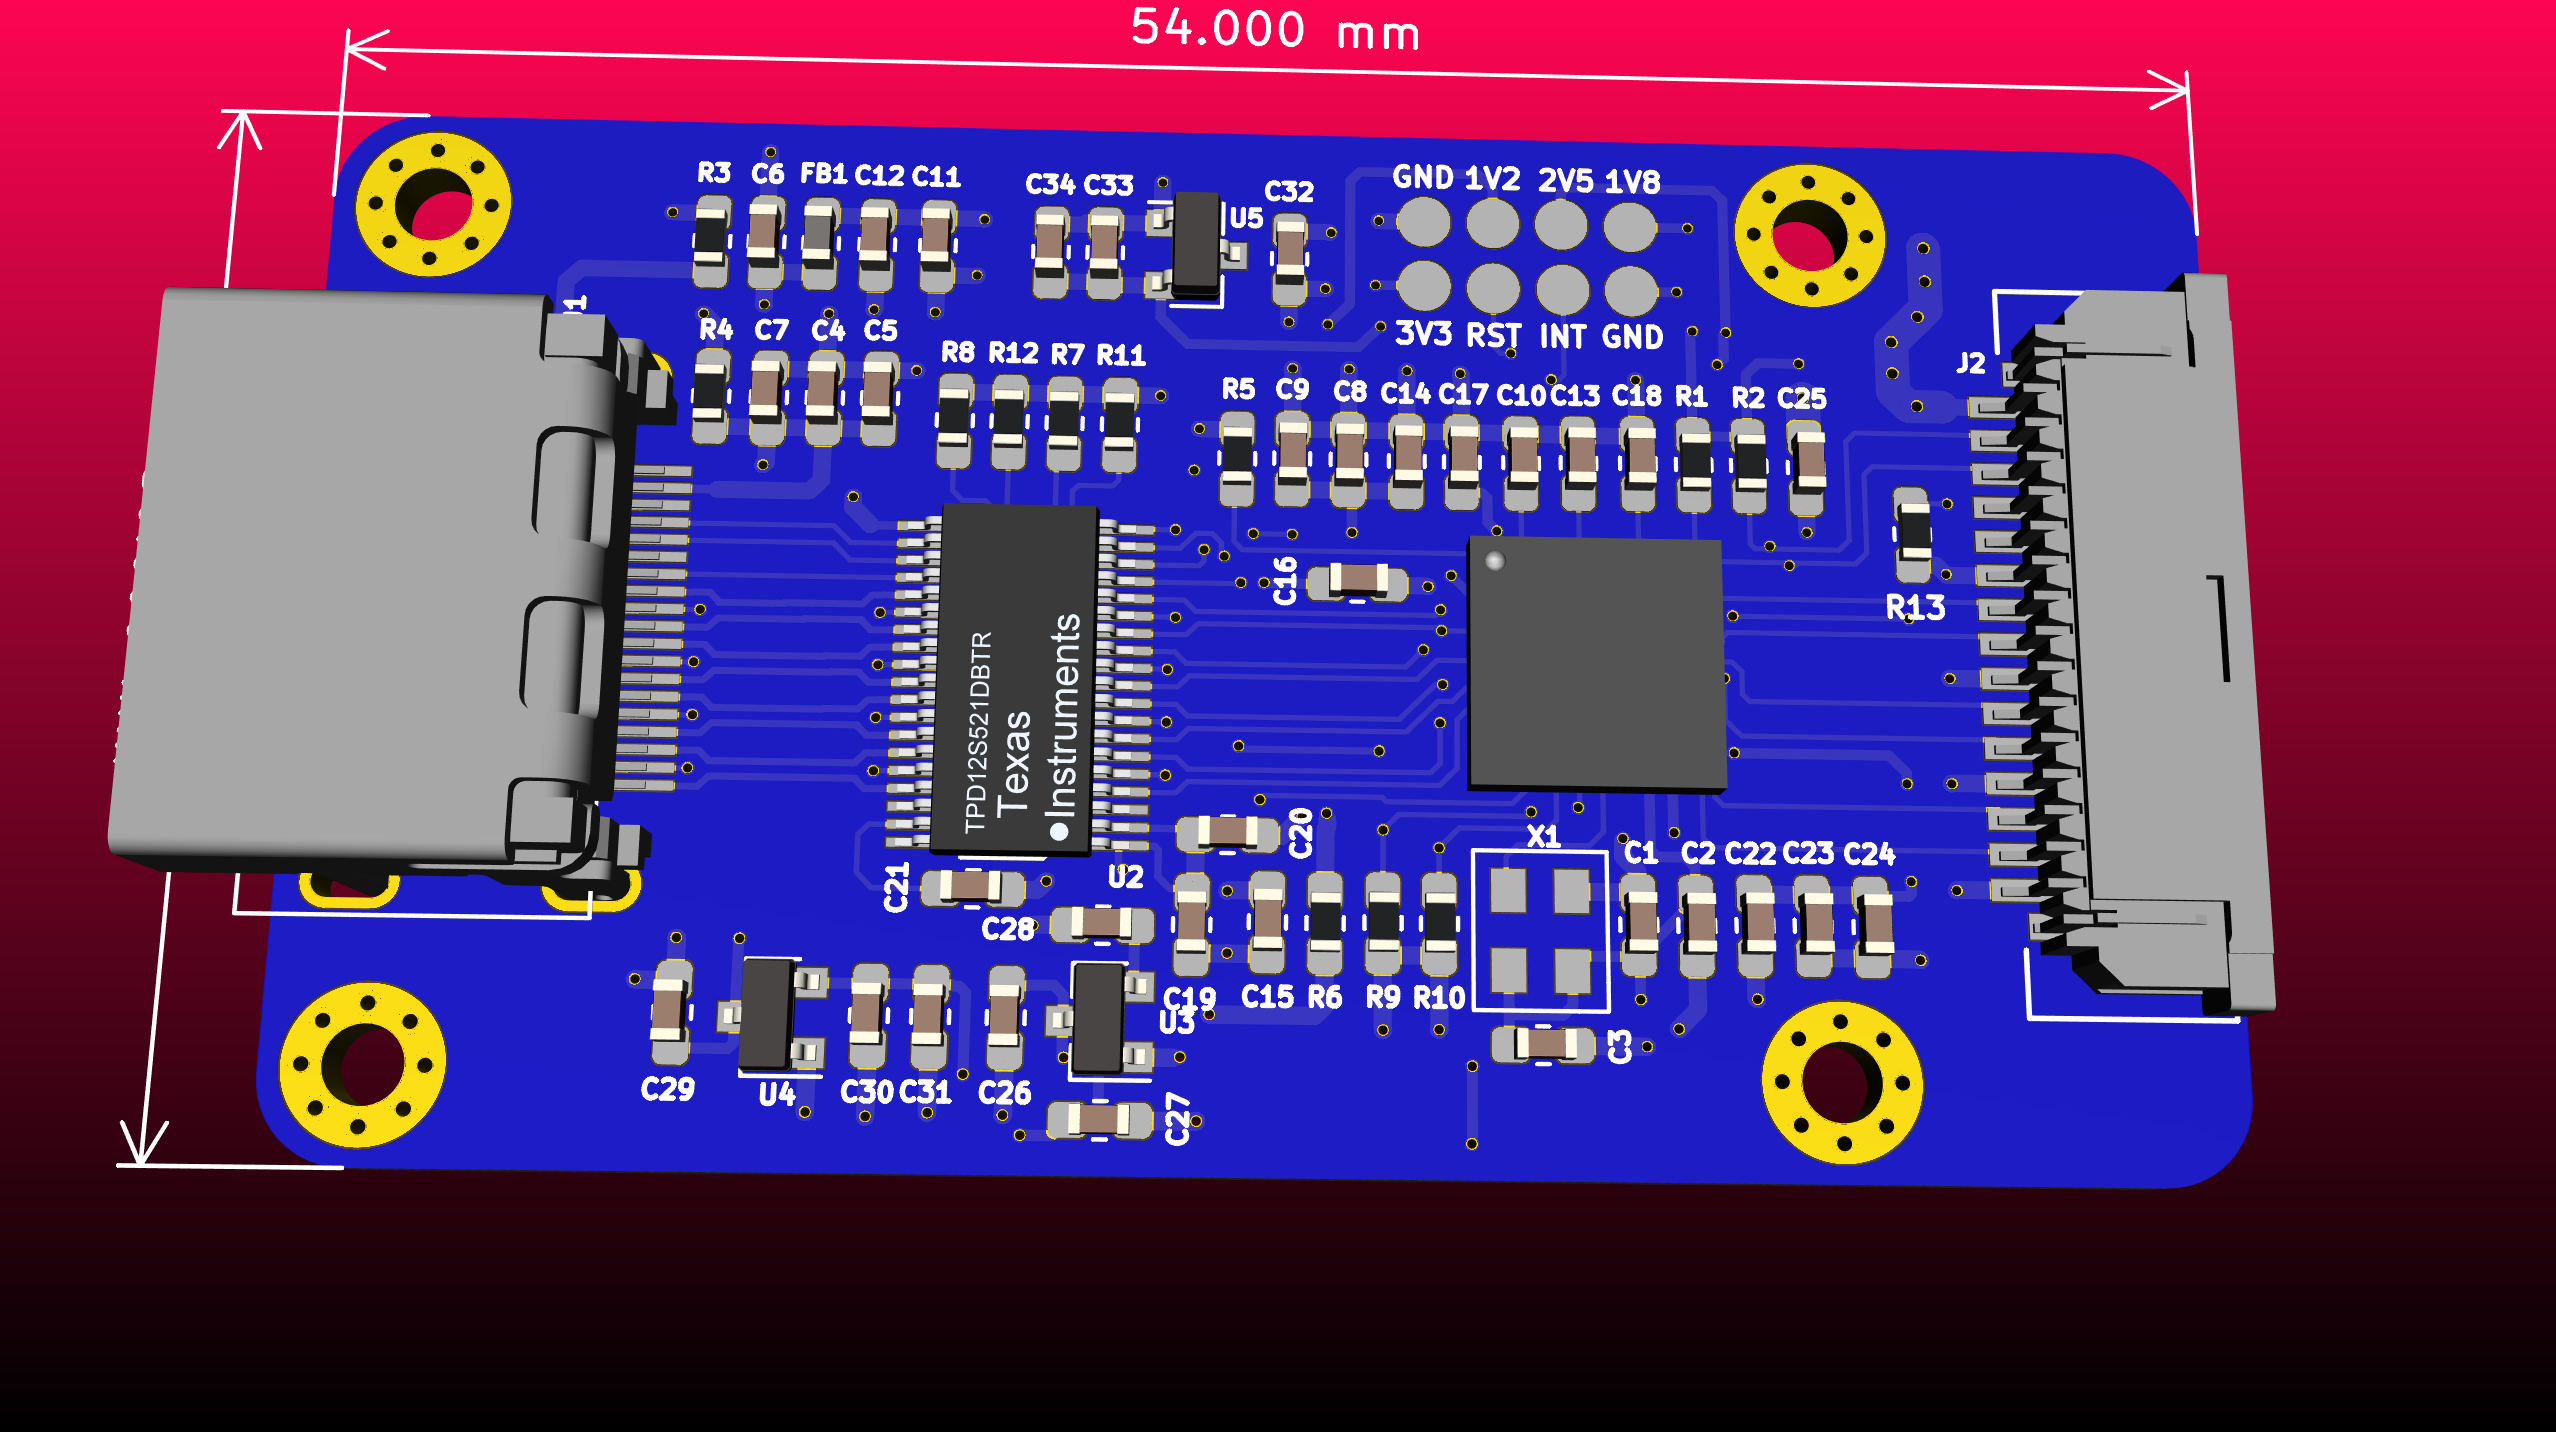 54.000 mm
R3 C6 FB1 C12 C11
C34 C33 U5 C32
GND 1V2 2V5 1V8
3V3 RST INT GND
R4 C7 C4 C5
R8 R12 R7 R11
R5 C9 C8 C14 C17 C10 C13 C18 R1 R2 C25
J2
C16
R13
TPD12S521DBTR
Texas
Instruments
C20
X1
C21
U2
C28
C1 C2 C22 C23 C24
C19 C15 R6 R9 R10
U3
C3
C29 U4 C30 C31 C26
C27